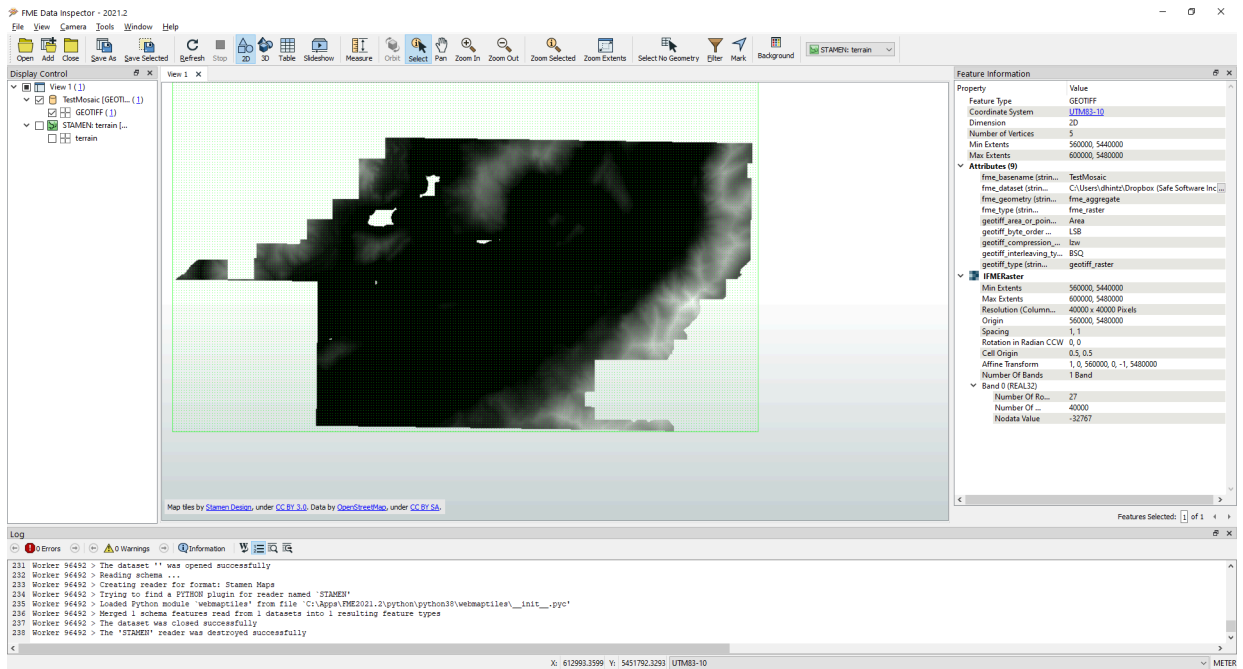 FME Data Inspector - 2021.2
File View Camera Tools Window Help
Open Add Close Save As Save Selected Refresh Stop 2D 3D Table Slideshow Measure Orbit Select Pan Zoom In Zoom Out Zoom Selected Zoom Extents Select No Geometry Filter Mark Background STAMEN: terrain
Display Control
View 1 (1)
TestMosaic [GEOTI... (1)
GEOTIFF (1)
STAMEN: terrain [...
terrain
View 1
Map tiles by Stamen Design, under CC BY 3.0. Data by OpenStreetMap, under CC BY SA.
Feature Information
Property Value
Feature Type GEOTIFF
Coordinate System UTM83-10
Dimension 2D
Number of Vertices 5
Min Extents 560000, 5440000
Max Extents 600000, 5480000
Attributes (9)
fme_basename (strin... TestMosaic
fme_dataset (strin... C:\Users\dhintz\Dropbox (Safe Software Inc ...
fme_geometry (strin... fme_aggregate
fme_type (strin... fme_raster
geotiff_area_or_poin... Area
geotiff_byte_order ... LSB
geotiff_compression_... lzw
geotiff_interleaving_ty... BSQ
geotiff_type (strin... geotiff_raster
IFMERaster
Min Extents 560000, 5440000
Max Extents 600000, 5480000
Resolution (Column... 40000 x 40000 Pixels
Origin 560000, 5480000
Spacing 1, 1
Rotation in Radian CCW 0, 0
Cell Origin 0.5, 0.5
Affine Transform 1, 0, 560000, 0, -1, 5480000
Number Of Bands 1 Band
Band 0 (REAL32)
Number Of Ro... 27
Number Of ... 40000
Nodata Value -32767
Features Selected: 1 of 1
Log
0 Errors 0 Warnings Information
231 Worker 96492 > The dataset '' was opened successfully
232 Worker 96492 > Reading schema ...
233 Worker 96492 > Creating reader for format: Stamen Maps
234 Worker 96492 > Trying to find a PYTHON plugin for reader named `STAMEN'
235 Worker 96492 > Loaded Python module `webmaptiles' from file `C:\Apps\FME2021.2\python\python38\webmaptiles\__init__.pyc'
236 Worker 96492 > Merged 1 schema features read from 1 datasets into 1 resulting feature types
237 Worker 96492 > The dataset was closed successfully
238 Worker 96492 > The 'STAMEN' reader was destroyed successfully
X: 612993.3599 Y: 5451792.3293 UTM83-10 METER